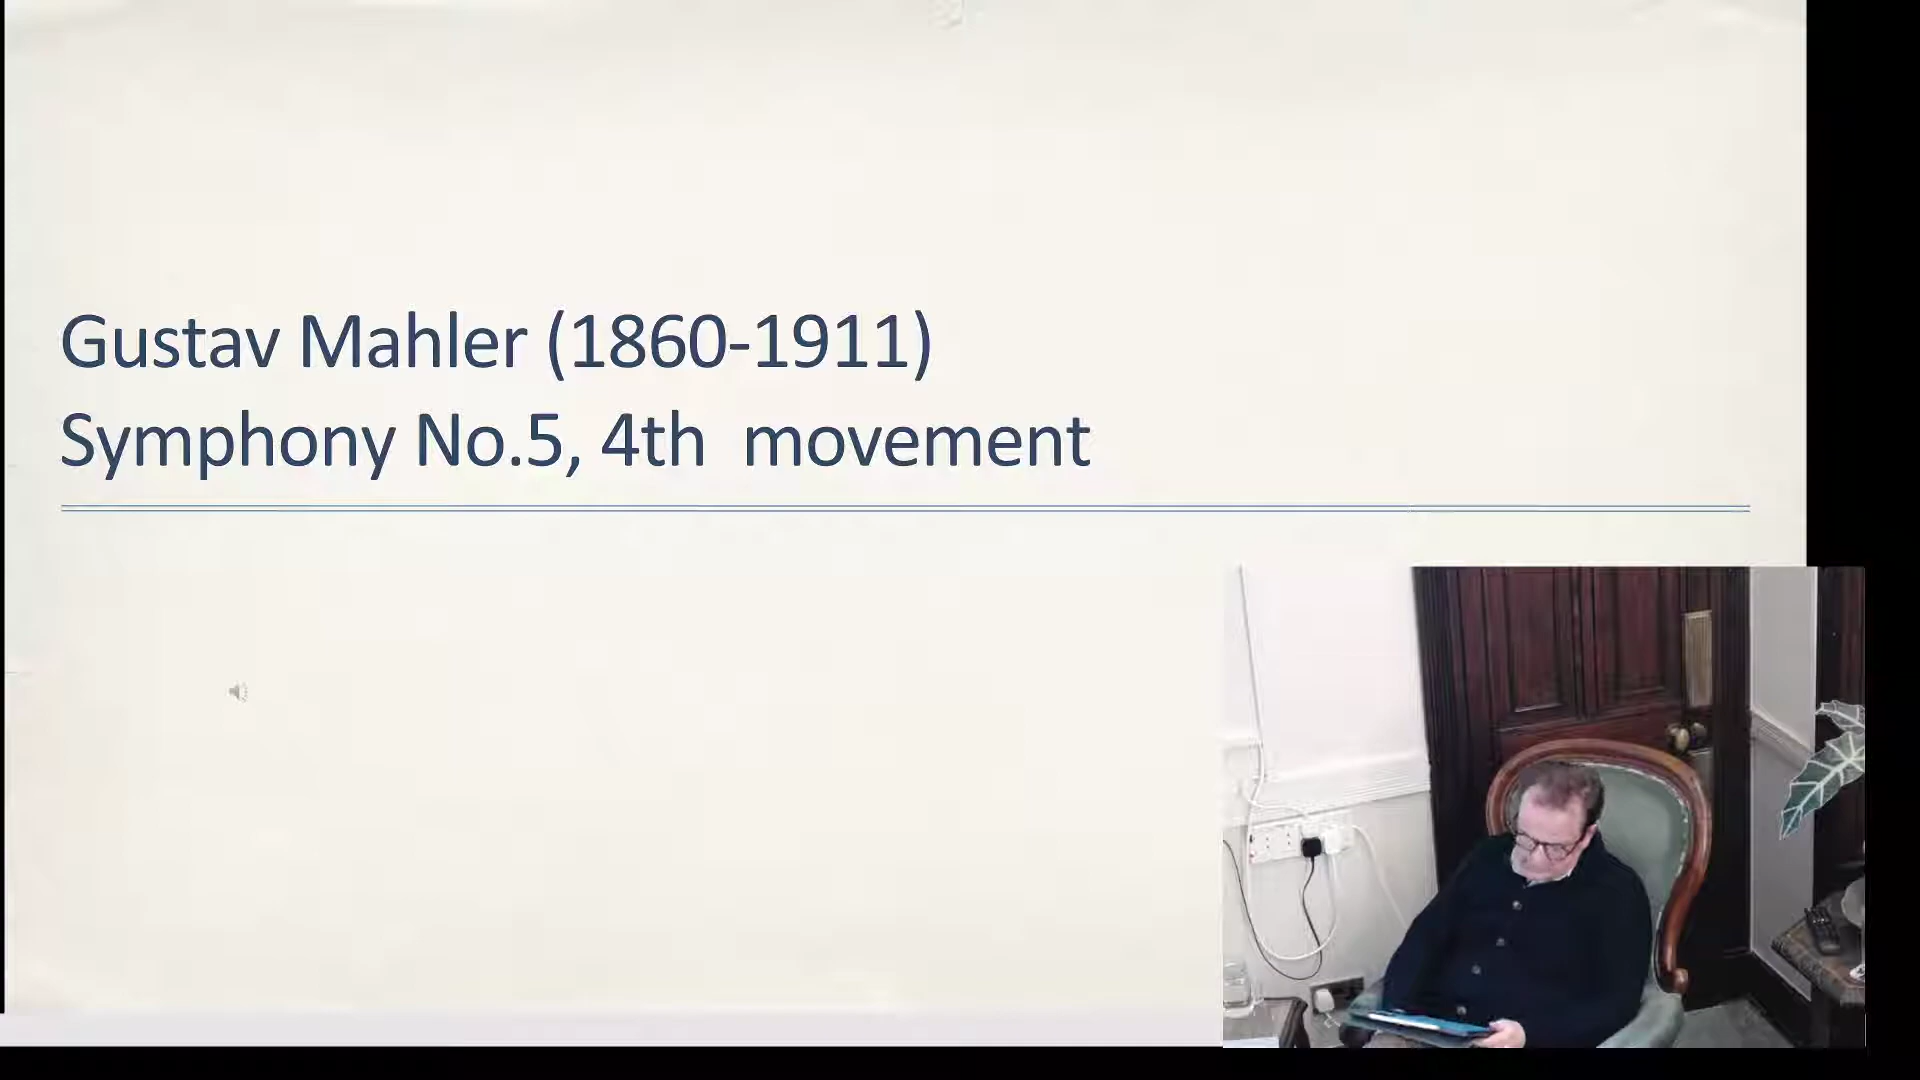 Gustav Mahler (1860-1911)
Symphony No.5, 4th movement